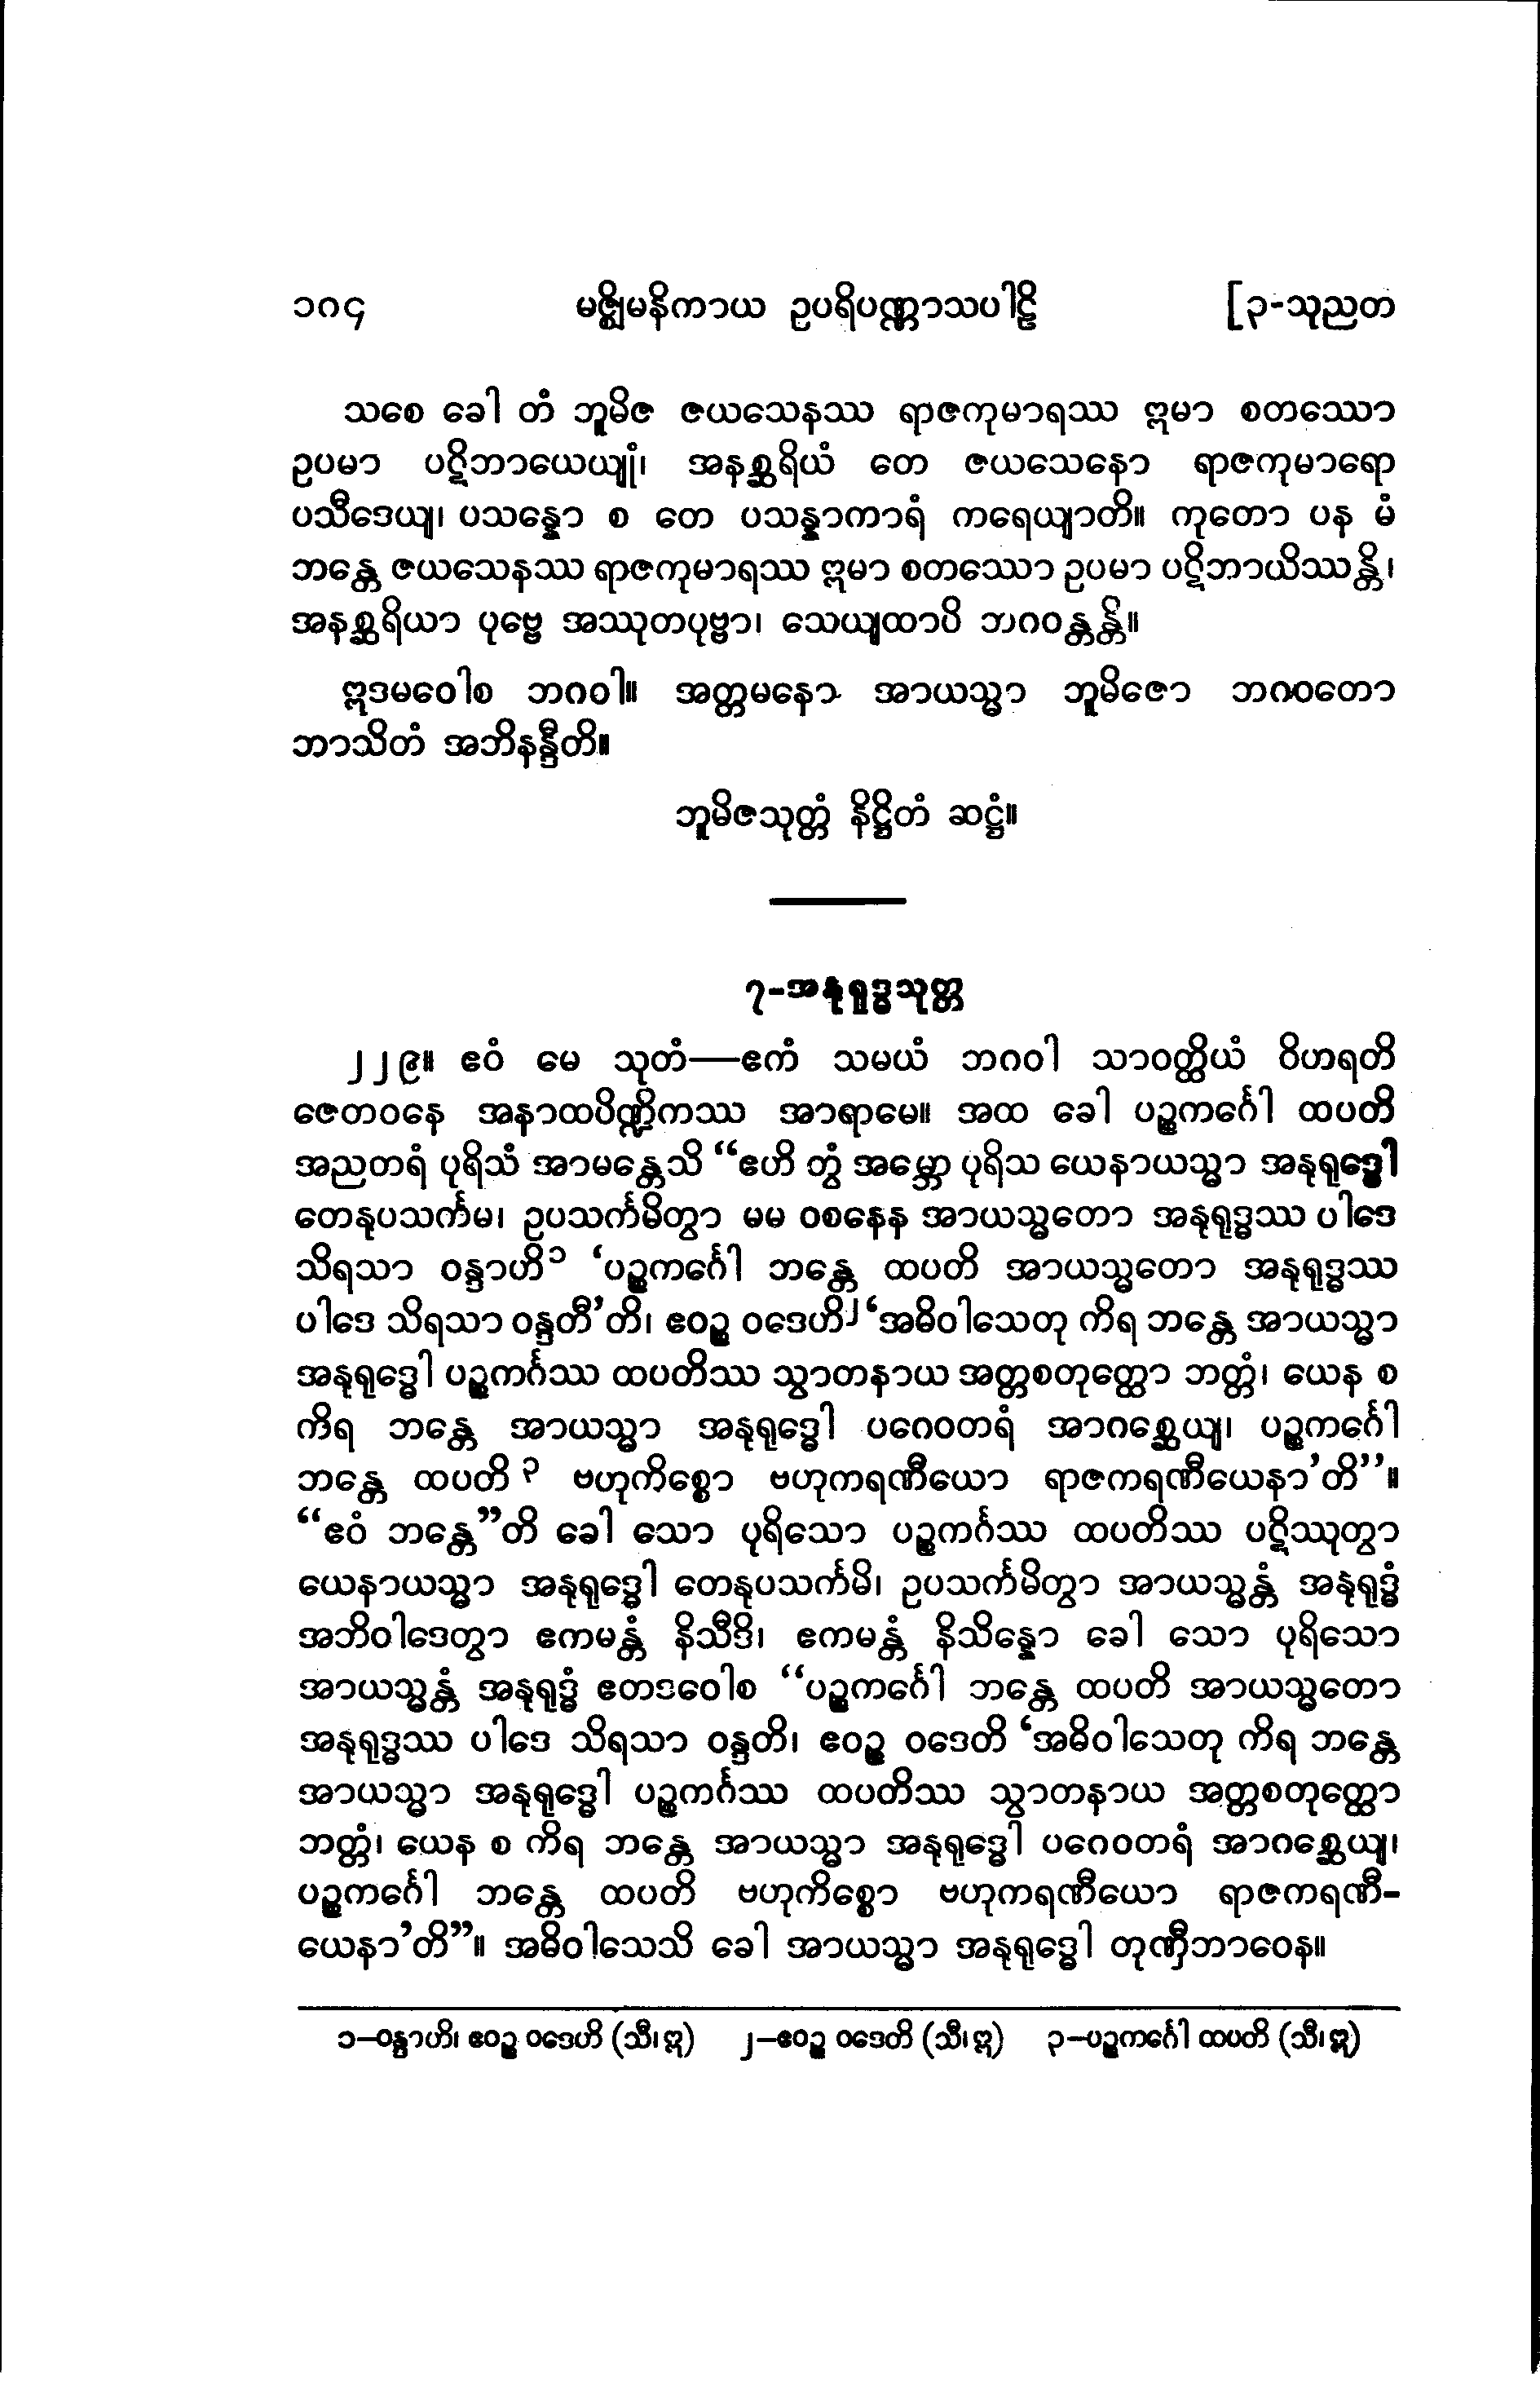 ၁၈၄ မဇ္ဈိမနိကာယ ဥပရိပဏ္ဏာသပါဠိ [၃-သုညတ
သစေ ခေါ တံ ဘူမိဇ ဇယသေနဿ ရာဇကုမာရဿ ဣမာ စတဿော
ဥပမာ ပဋိဘာယေယျုံ၊ အနစ္ဆရိယံ တေ ဇယသေနော ရာဇကုမာရော
ပသီဒေယျ၊ ပသန္နော စ တေ ပသန္နာကာရံ ကရေယျာတိ။ ကုတော ပန မံ
ဘန္တေ ဇယသေနဿ ရာဇကုမာရဿ ဣမာ စတဿော ဥပမာ ပဋိဘာယိဿန္တိ၊
အနစ္ဆရိယာ ပုဗ္ဗေ အဿုတပုဗ္ဗာ၊ သေယျထာပိ ဘဂဝန္တန္တိ။
ဣဒမဝေါစ ဘဂဝါ။ အတ္တမနော အာယသ္မာ ဘူမိဇော ဘဂဝတော
ဘာသိတံ အဘိနန္ဒီတိ။
ဘူမိဇသုတ္တံ နိဋ္ဌိတံ ဆဋ္ဌံ။
၇-အနုရုဒ္ဓသုတ္တ
၂၂၉။ ဧဝံ မေ သုတံ—ဧကံ သမယံ ဘဂဝါ သာဝတ္ထိယံ ဝိဟရတိ
ဇေတဝနေ အနာထပိဏ္ဍိကဿ အာရာမေ။ အထ ခေါ ပဉ္စကင်္ဂေါ ထပတိ
အညတရံ ပုရိသံ အာမန္တေသိ “ဧဟိ တွံ အမ္ဘော ပုရိသ ယေနာယသ္မာ အနုရုဒ္ဓေါ
တေနုပသင်္ကမ၊ ဥပသင်္ကမိတွာ မမ ဝစနေန အာယသ္မတော အနုရုဒ္ဓဿ ပါဒေ
သိရသာ ဝန္ဒာဟိ၁ ‘ပဉ္စကင်္ဂေါ ဘန္တေ ထပတိ အာယသ္မတော အနုရုဒ္ဓဿ
ပါဒေ သိရသာ ဝန္ဒတီ’တိ၊ ဧဝဉ္စ ဝဒေဟိ၂ ‘အဓိဝါသေတု ကိရ ဘန္တေ အာယသ္မာ
အနုရုဒ္ဓေါ ပဉ္စကင်္ဂဿ ထပတိဿ သွာတနာယ အတ္တစတုတ္ထော ဘတ္တံ၊ ယေန စ
ကိရ ဘန္တေ အာယသ္မာ အနုရုဒ္ဓေါ ပဂေဝတရံ အာဂစ္ဆေယျ၊ ပဉ္စကင်္ဂေါ
ဘန္တေ ထပတိ ၃ ဗဟုကိစ္စော ဗဟုကရဏီယော ရာဇကရဏီယေနာ’တိ”။
“ဧဝံ ဘန္တေ”တိ ခေါ သော ပုရိသော ပဉ္စကင်္ဂဿ ထပတိဿ ပဋိဿုတွာ
ယေနာယသ္မာ အနုရုဒ္ဓေါ တေနုပသင်္ကမိ၊ ဥပသင်္ကမိတွာ အာယသ္မန္တံ အနုရုဒ္ဓံ
အဘိဝါဒေတွာ ဧကမန္တံ နိသီဒိ၊ ဧကမန္တံ နိသိန္နော ခေါ သော ပုရိသော
အာယသ္မန္တံ အနုရုဒ္ဓံ ဧတဒဝေါစ “ပဉ္စကင်္ဂေါ ဘန္တေ ထပတိ အာယသ္မတော
အနုရုဒ္ဓဿ ပါဒေ သိရသာ ဝန္ဒတိ၊ ဧဝဉ္စ ဝဒေတိ ‘အဓိဝါသေတု ကိရ ဘန္တေ
အာယသ္မာ အနုရုဒ္ဓေါ ပဉ္စကင်္ဂဿ ထပတိဿ သွာတနာယ အတ္တစတုတ္ထော
ဘတ္တံ၊ ယေန စ ကိရ ဘန္တေ အာယသ္မာ အနုရုဒ္ဓေါ ပဂေဝတရံ အာဂစ္ဆေယျ၊
ပဉ္စကင်္ဂေါ ဘန္တေ ထပတိ ဗဟုကိစ္စော ဗဟုကရဏီယော ရာဇကရဏီ-
ယေနာ’တိ”။ အဓိဝါသေသိ ခေါ အာယသ္မာ အနုရုဒ္ဓေါ တုဏှီဘာဝေန။
၁—ဝန္ဒာဟိ၊ ဧဝဉ္စ ဝဒေဟိ (သီ၊ ဣ) ၂—ဧဝဉ္စ ဝဒေတိ (သီ၊ ဣ) ၃—ပဉ္စကင်္ဂေါ ထပတိ (သီ၊ ဣ)